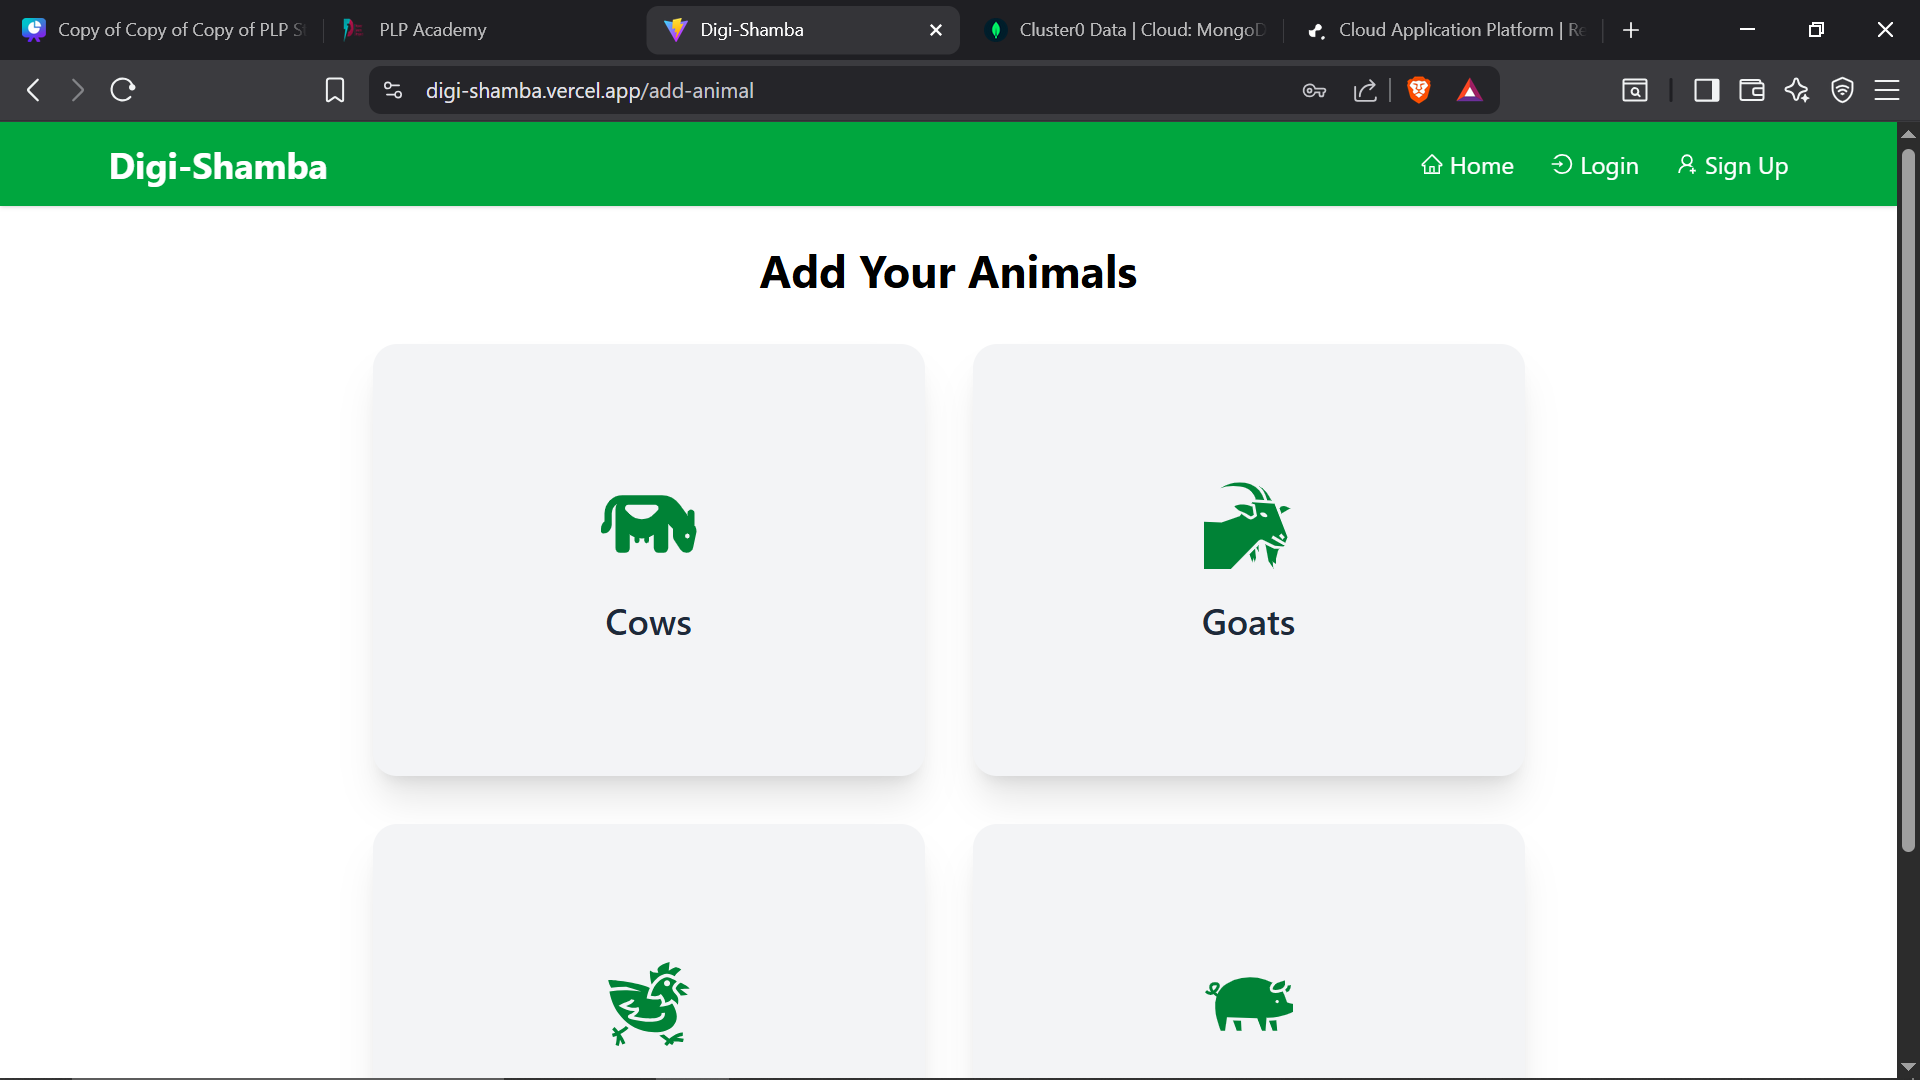 Copy of Copy of Copy of PLP S
PLP Academy
Digi-Shamba
Cluster0 Data | Cloud: MongoD
Cloud Application Platform | Re
digi-shamba.vercel.app/add-animal
Digi-Shamba
Home
Login
Sign Up
Add Your Animals
Cows
Goats